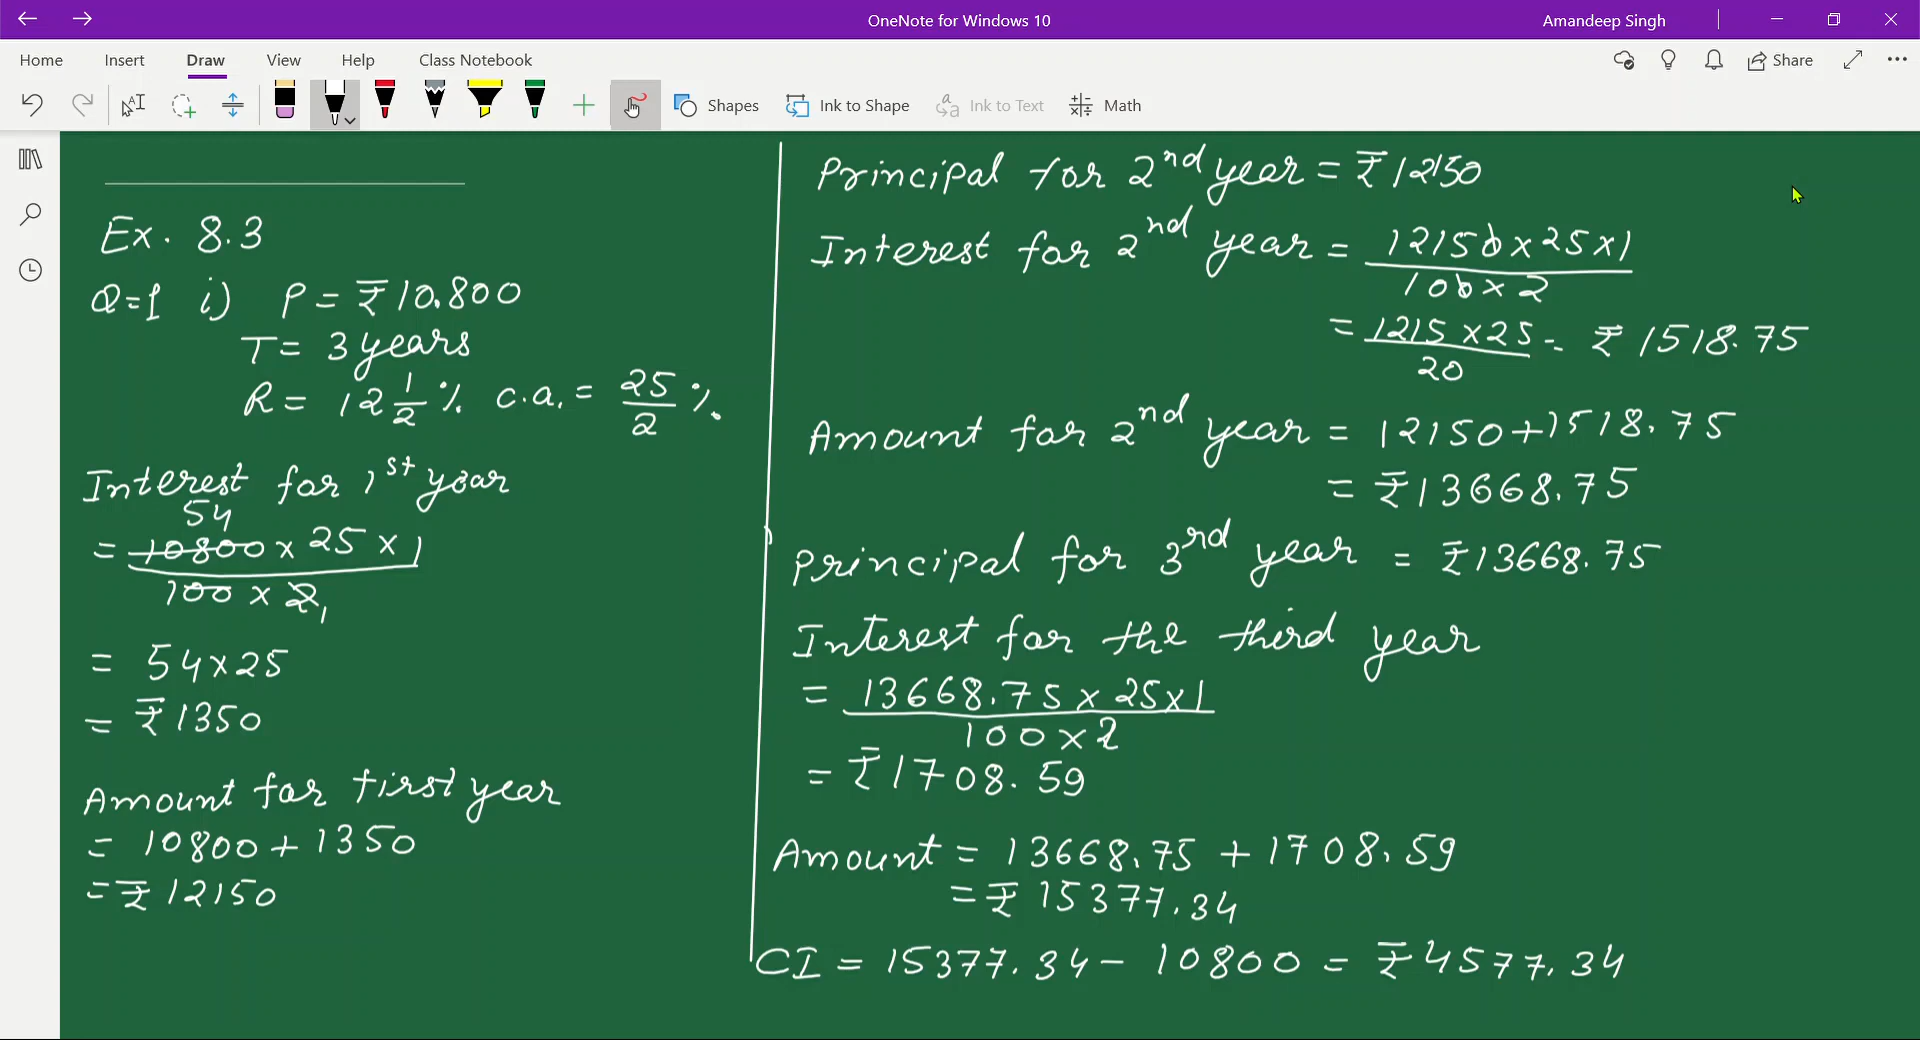 OneNote for Windows 10
Amandeep Singh
Home Insert Draw View Help Class Notebook
Share
Shapes Ink to Shape Ink to Text Math
Ex. 8.3
Q=1 i) P = ₹10.800
T = 3 years
R = 12 1/2 % c.a. = 25/2 %.
Interest for 1st year
54
= 10800 x 25 x 1
100 x 2,1
= 54x25
= ₹1350
Amount for first year
= 10800 + 1350
= ₹12150
Principal for 2nd year = ₹12150
Interest for 2nd year = 12150 x 25 x 1
100 x 2
= 1215 x 25 = ₹ 1518.75
20
Amount for 2nd year = 12150+1518.75
= ₹13668.75
Principal for 3rd year = ₹13668.75
Interest for the third year
= 13668.75 x 25x1
100 x 2
= ₹1708.59
Amount = 13668.75 + 1708.59
= ₹ 15377.34
CI = 15377.34 - 10800 = ₹4577.34